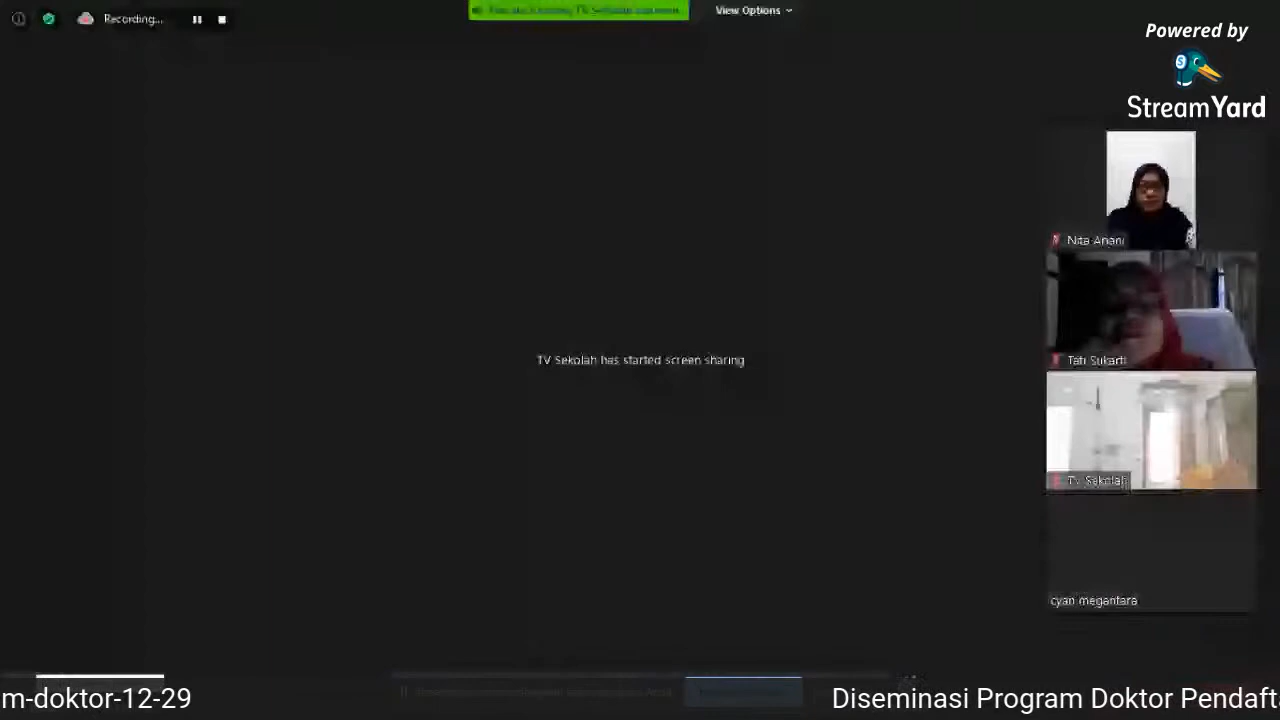 Recording...
View Options
Powered by
StreamYard
Nita Anani
TV Sekolah has started screen sharing
Tati Sukarti
TV Sekolah
cyan megantara
m-doktor-12-29
Diseminasi Program Doktor Pendaft